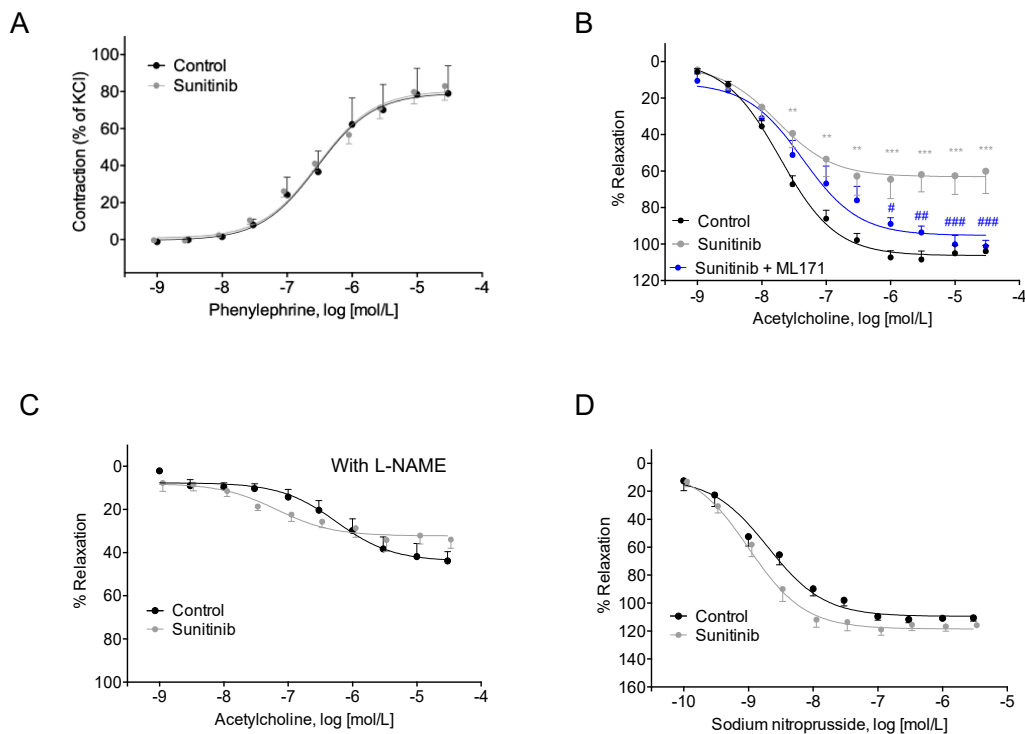 A
Contraction (% of KCl)
100
80
60
40
20
0
Control
Sunitinib
-9 -8 -7 -6 -5 -4
Phenylephrine, log [mol/L]
B
% Relaxation
0
20
40
60
80
100
120
** ** ** *** *** *** ***
# ## ### ###
Control
Sunitinib
Sunitinib + ML171
-9 -8 -7 -6 -5 -4
Acetylcholine, log [mol/L]
C
With L-NAME
% Relaxation
0
20
40
60
80
100
Control
Sunitinib
-9 -8 -7 -6 -5 -4
Acetylcholine, log [mol/L]
D
% Relaxation
0
20
40
60
80
100
120
140
160
Control
Sunitinib
-10 -9 -8 -7 -6 -5
Sodium nitroprusside, log [mol/L]